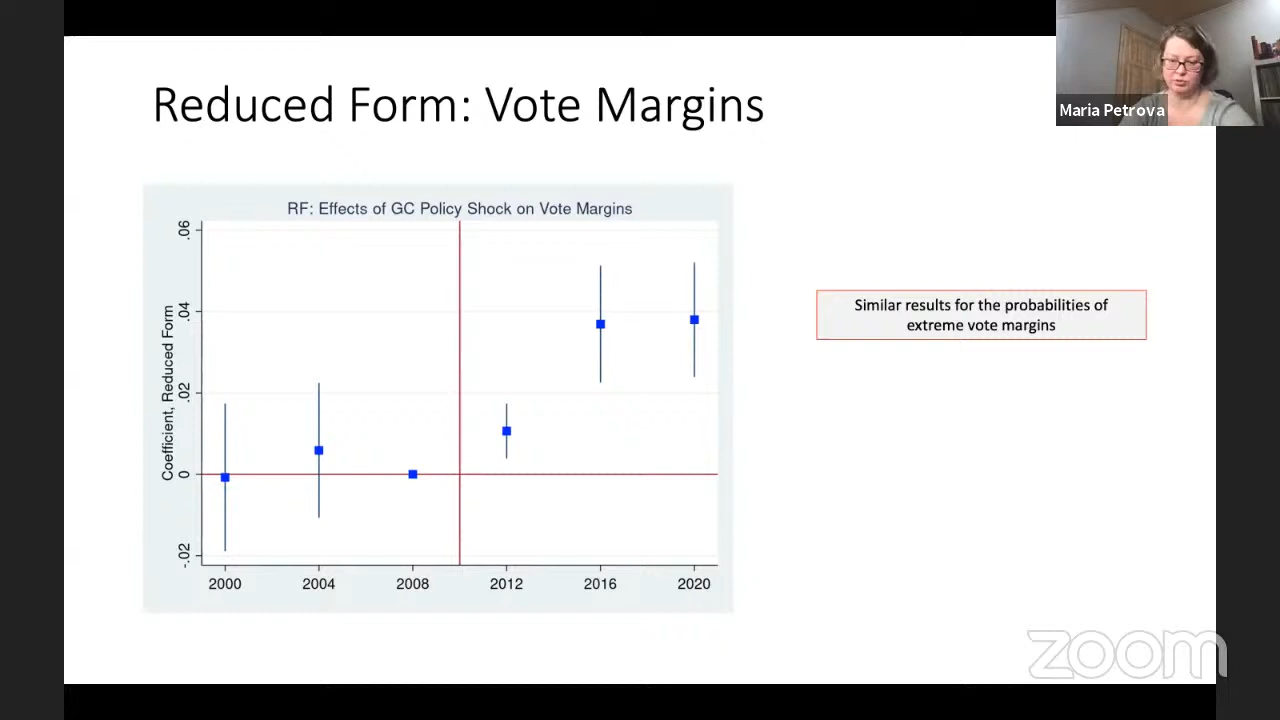 Reduced Form: Vote Margins
Maria Petrova
RF: Effects of GC Policy Shock on Vote Margins
Coefficient, Reduced Form
.06
.04
.02
0
-.02
2000 2004 2008 2012 2016 2020
Similar results for the probabilities of
extreme vote margins
zoom